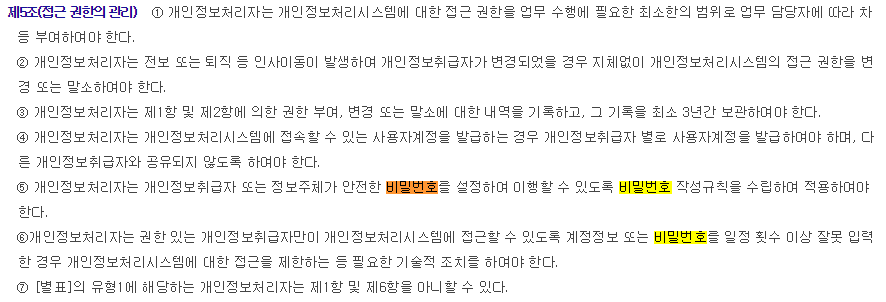 제5조(접근 권한의 관리) ① 개인정보처리자는 개인정보처리시스템에 대한 접근 권한을 업무 수행에 필요한 최소한의 범위로 업무 담당자에 따라 차
등 부여하여야 한다.
② 개인정보처리자는 전보 또는 퇴직 등 인사이동이 발생하여 개인정보취급자가 변경되었을 경우 지체없이 개인정보처리시스템의 접근 권한을 변
경 또는 말소하여야 한다.
③ 개인정보처리자는 제1항 및 제2항에 의한 권한 부여, 변경 또는 말소에 대한 내역을 기록하고, 그 기록을 최소 3년간 보관하여야 한다.
④ 개인정보처리자는 개인정보처리시스템에 접속할 수 있는 사용자계정을 발급하는 경우 개인정보취급자 별로 사용자계정을 발급하여야 하며, 다
른 개인정보취급자와 공유되지 않도록 하여야 한다.
⑤ 개인정보처리자는 개인정보취급자 또는 정보주체가 안전한 비밀번호를 설정하여 이행할 수 있도록 비밀번호 작성규칙을 수립하여 적용하여야
한다.
⑥개인정보처리자는 권한 있는 개인정보취급자만이 개인정보처리시스템에 접근할 수 있도록 계정정보 또는 비밀번호를 일정 횟수 이상 잘못 입력
한 경우 개인정보처리시스템에 대한 접근을 제한하는 등 필요한 기술적 조치를 하여야 한다.
⑦ [별표]의 유형1에 해당하는 개인정보처리자는 제1항 및 제6항을 아니할 수 있다.